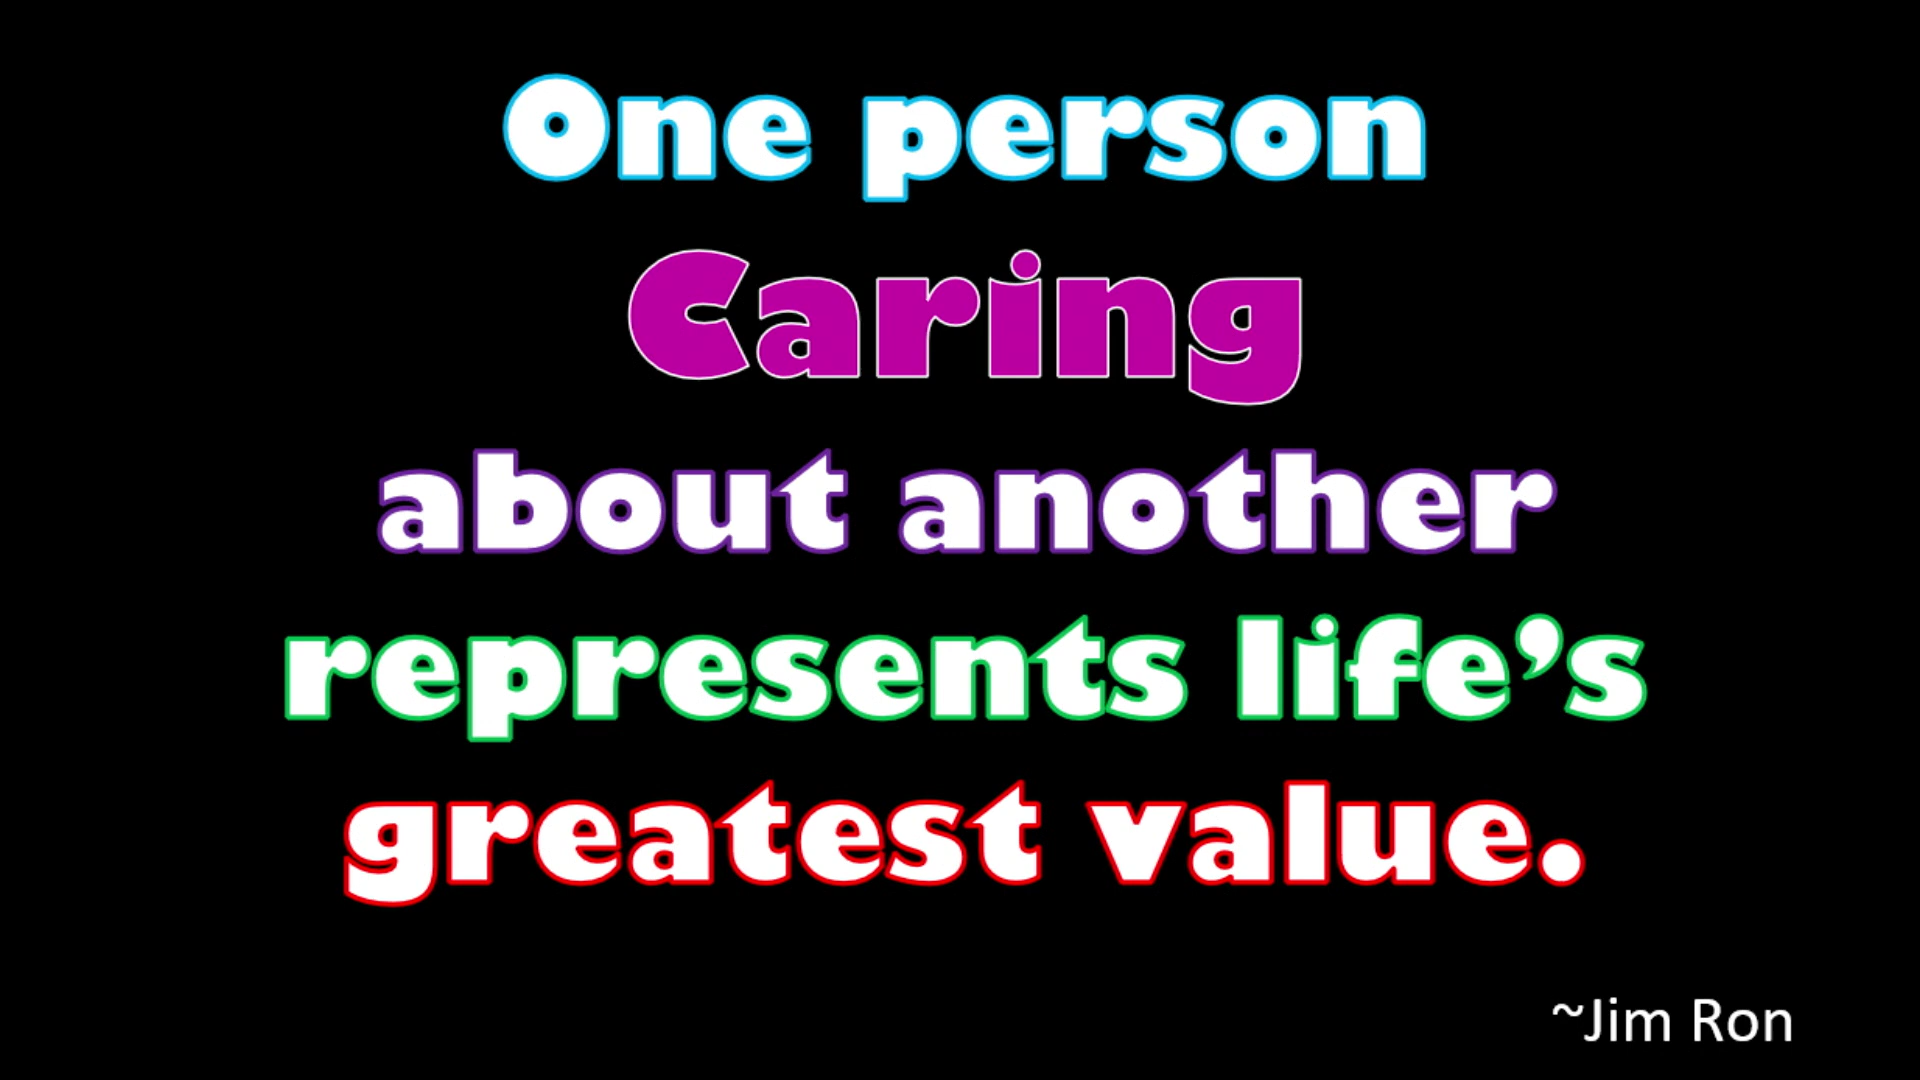 One person
Caring
about another
represents life’s
greatest value.
~Jim Ron